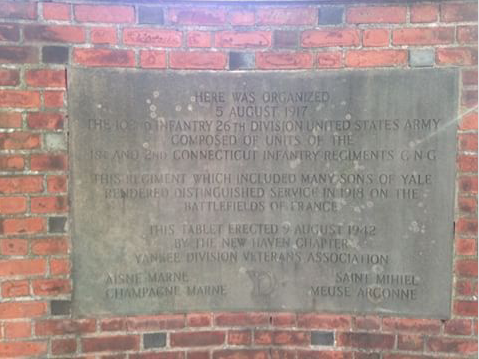 HERE WAS ORGANIZED
5 AUGUST 1917
THE 102ND INFANTRY 26TH DIVISION UNITED STATES ARMY
COMPOSED OF UNITS OF THE
1ST AND 2ND CONNECTICUT INFANTRY REGIMENTS C·N·G·
THIS REGIMENT WHICH INCLUDED MANY SONS OF YALE
RENDERED DISTINGUISHED SERVICE IN 1918 ON THE
BATTLEFIELDS OF FRANCE
THIS TABLET ERECTED 9 AUGUST 1942
BY THE NEW HAVEN CHAPTER
YANKEE DIVISION VETERANS ASSOCIATION
AISNE MARNE SAINT MIHIEL
CHAMPAGNE MARNE MEUSE ARGONNE